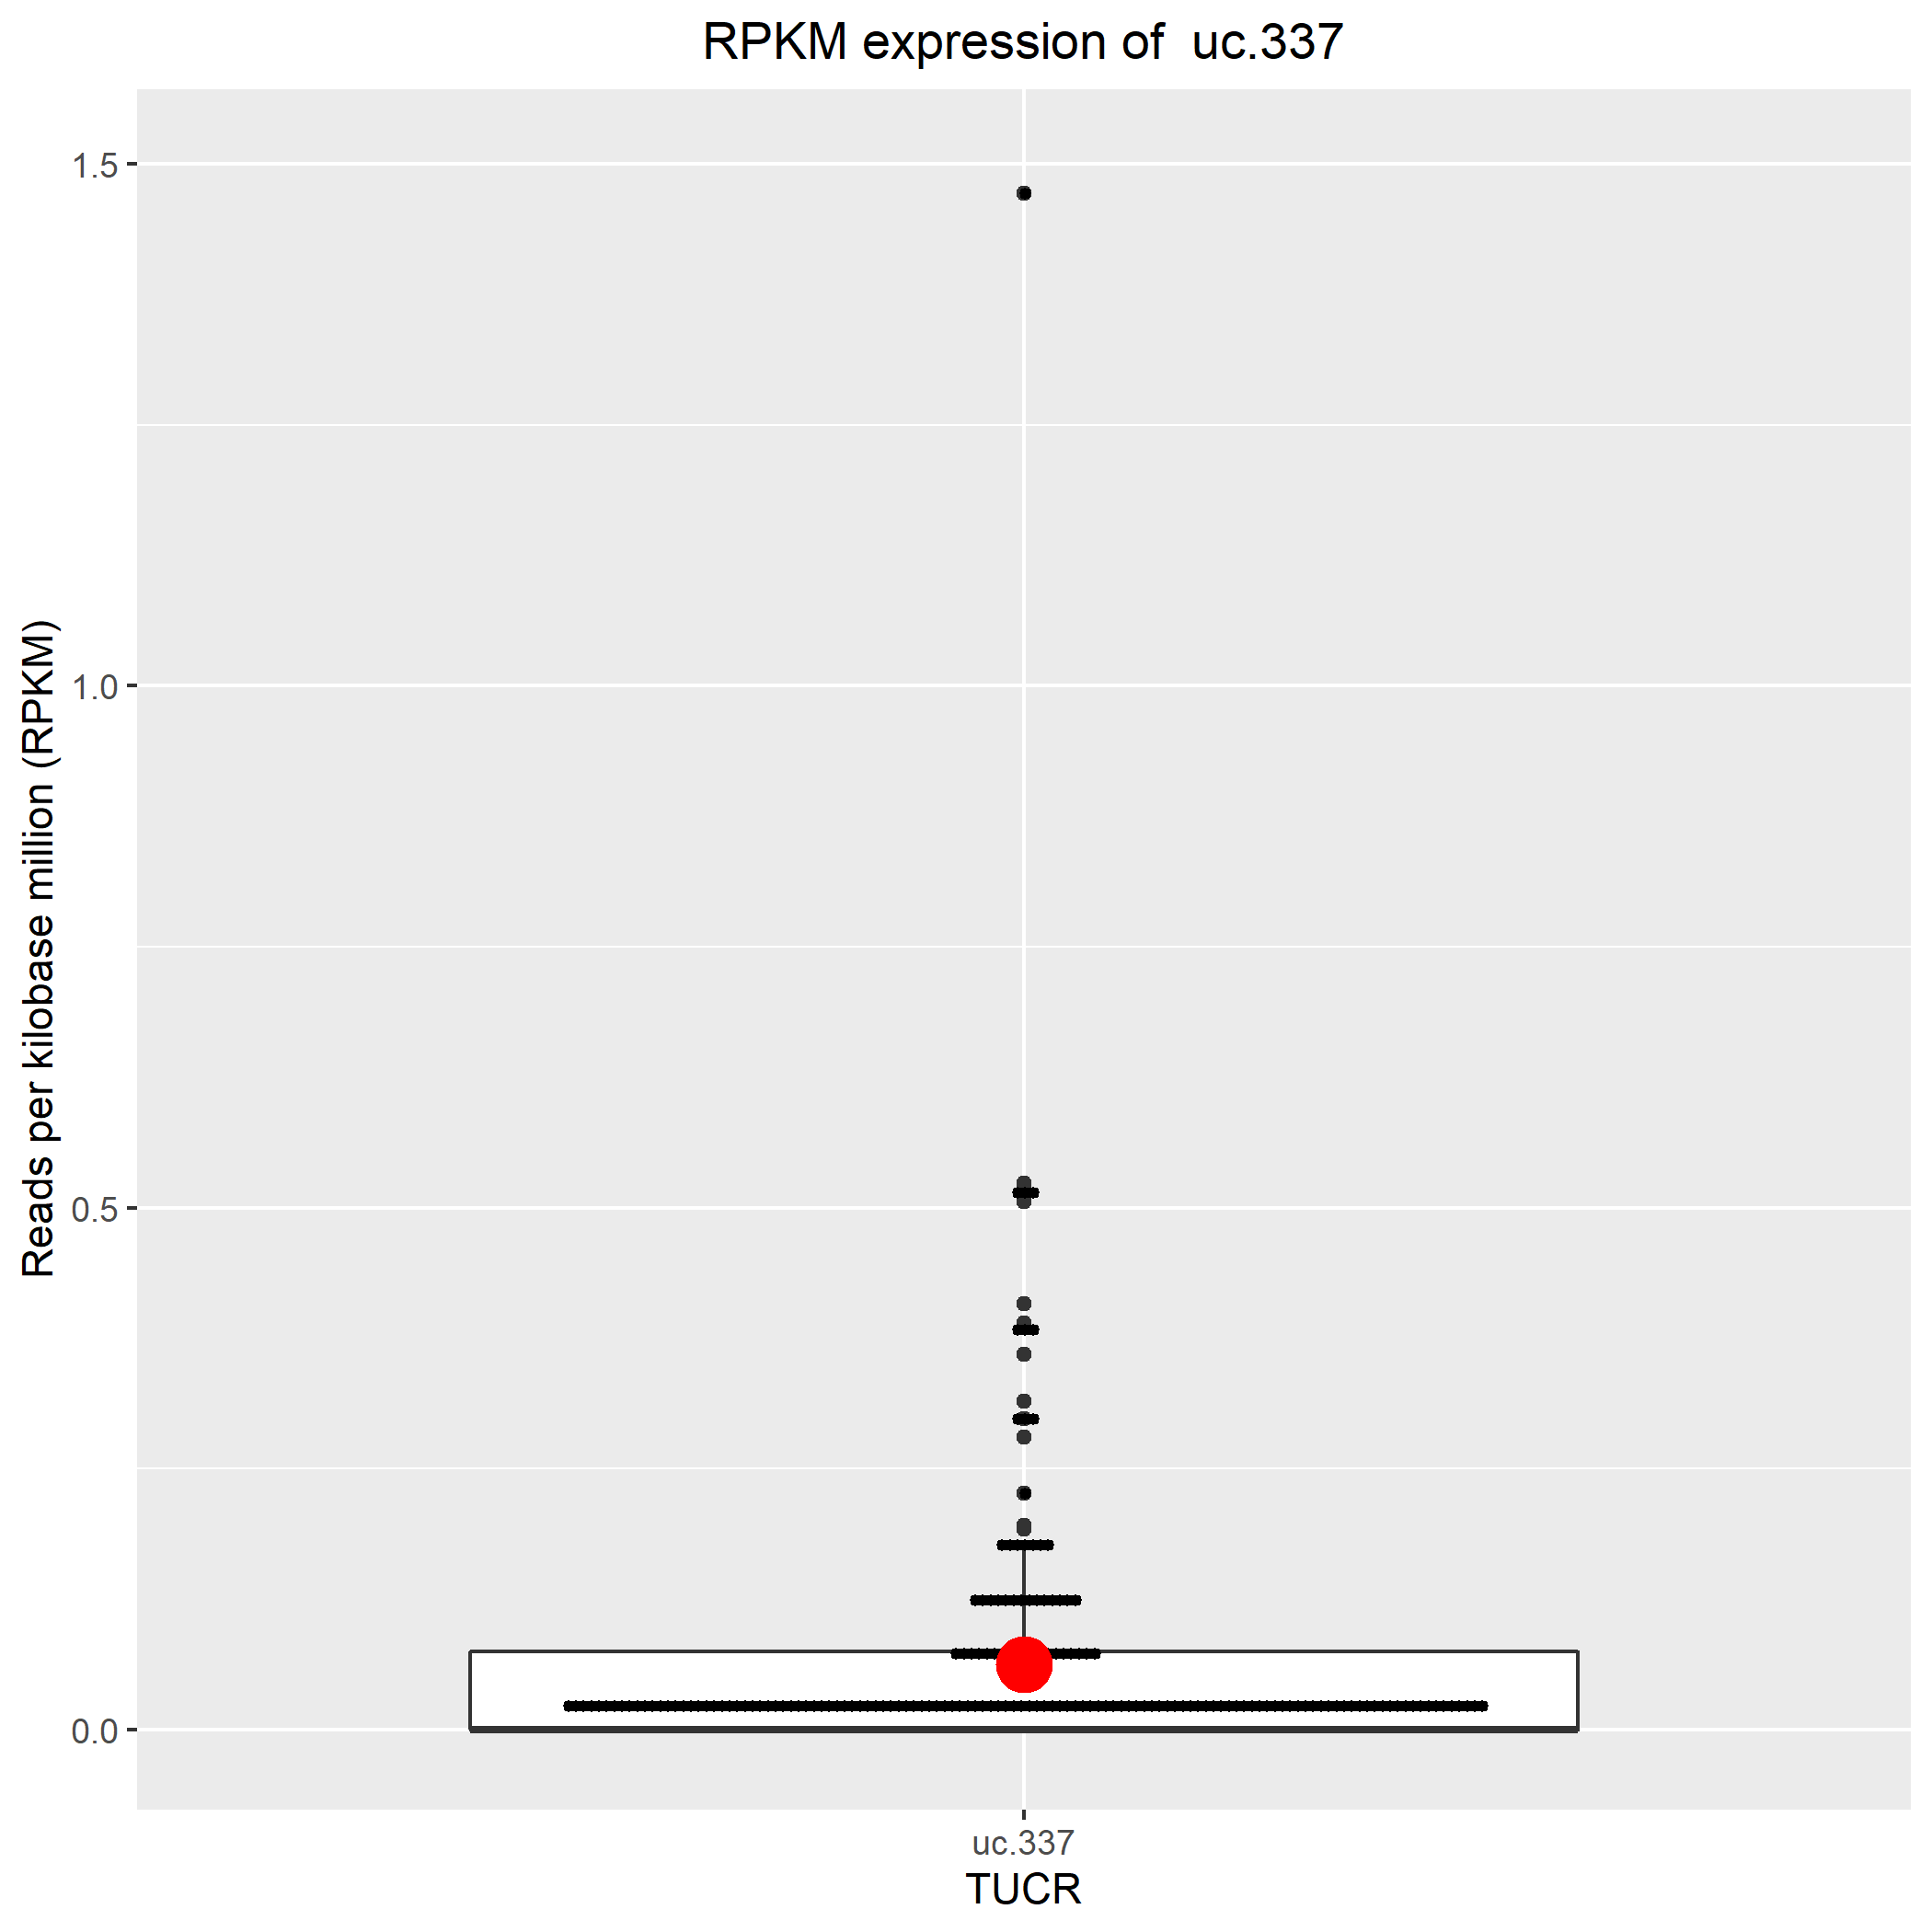 RPKM expression of  uc.337
Reads per kilobase million (RPKM)
1.5
1.0
0.5
0.0
uc.337
TUCR